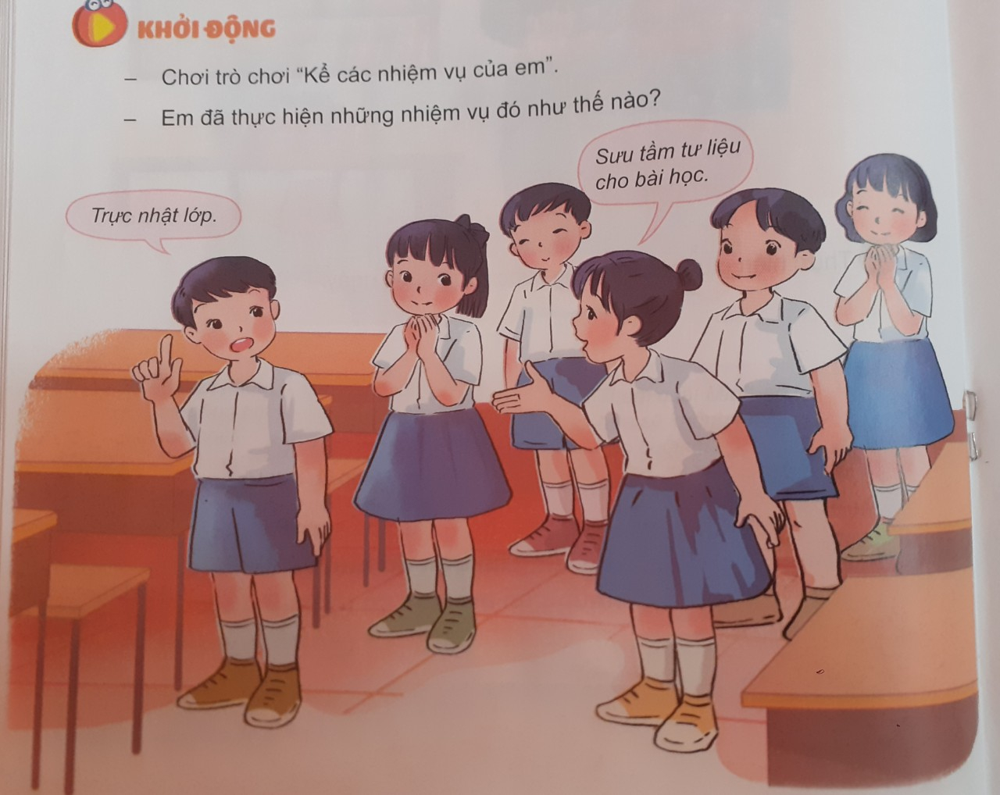 KHỞI ĐỘNG
– Chơi trò chơi “Kể các nhiệm vụ của em”.
– Em đã thực hiện những nhiệm vụ đó như thế nào?
Sưu tầm tư liệu
cho bài học.
Trực nhật lớp.